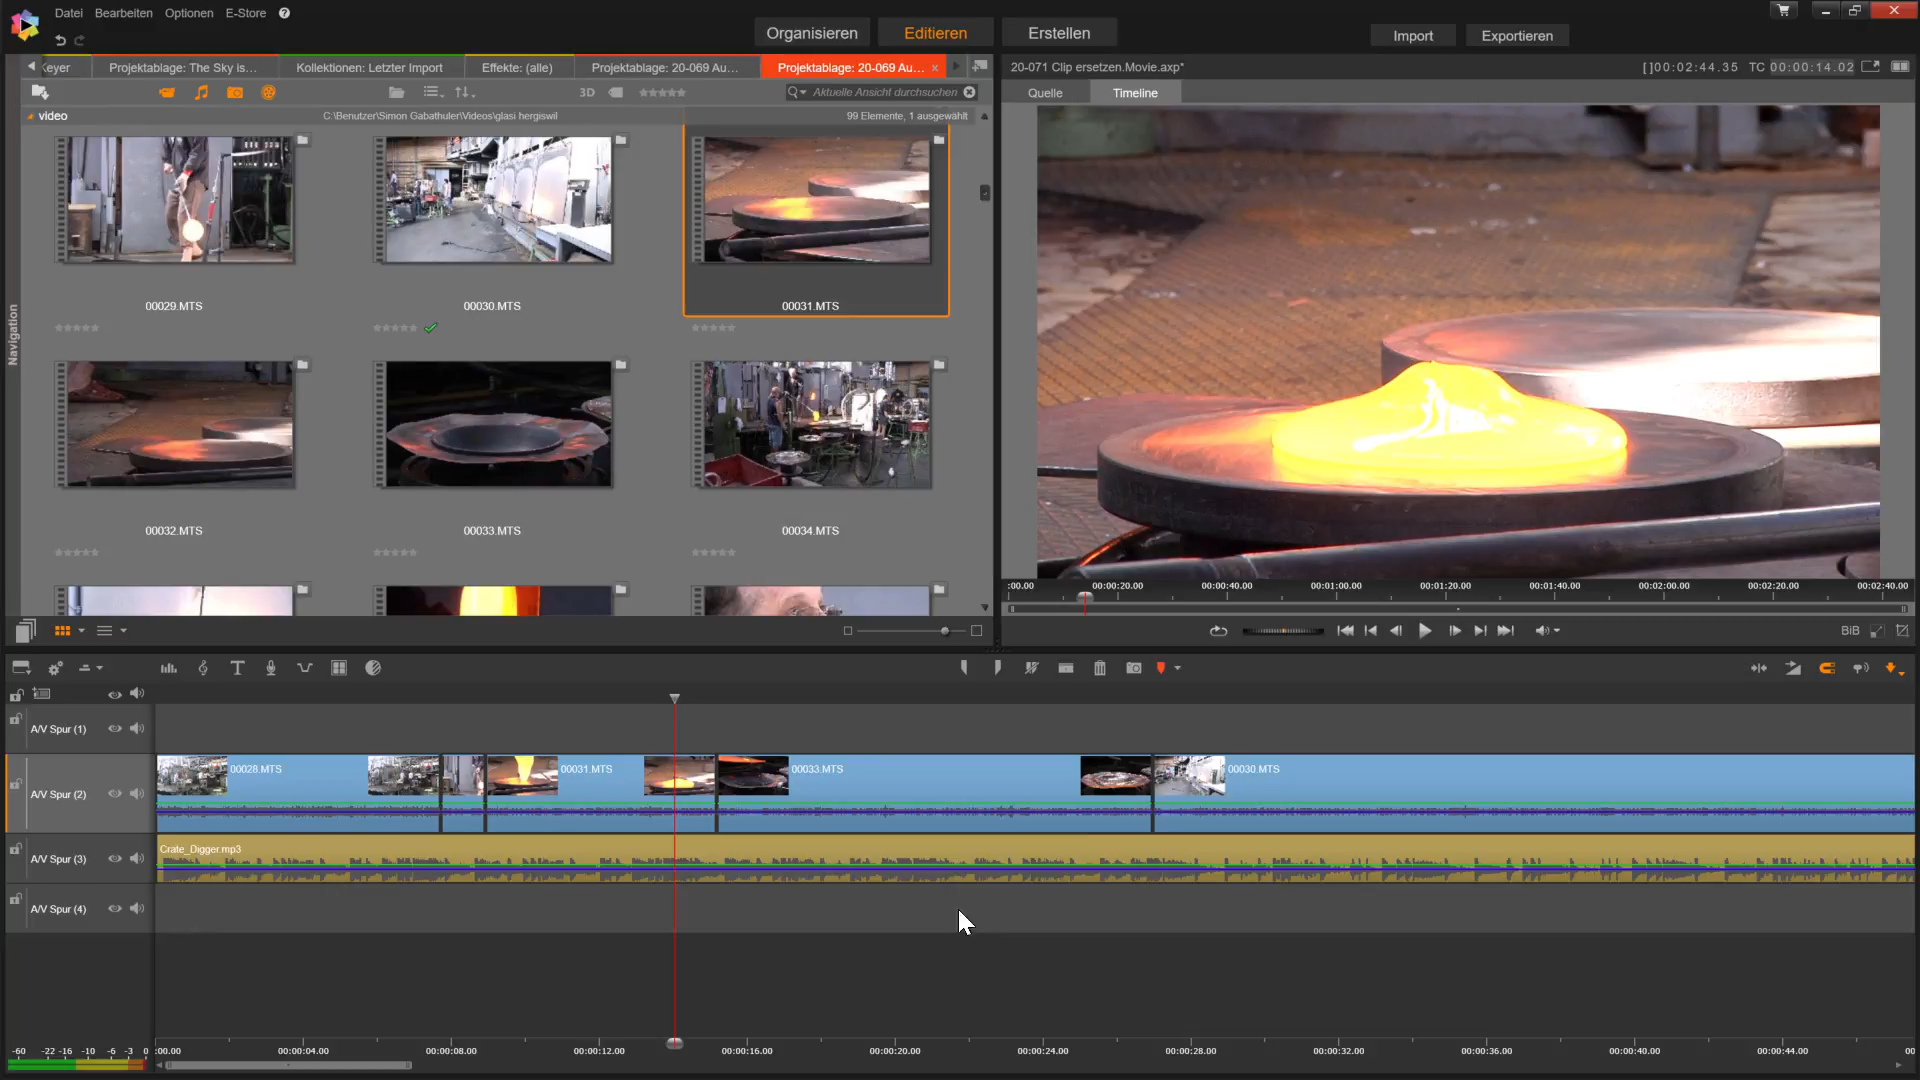 Datei Bearbeiten Optionen E-Store ?
Organisieren Editieren Erstellen
Import Exportieren
eyer Projektablage: The Sky is... Kollektionen: Letzter Import Effekte: (alle) Projektablage: 20-069 Au... Projektablage: 20-069 Au... ×
20-071 Clip ersetzen.Movie.axp* [ ]00:02:44.35 TC 00:00:14.02
3D Aktuelle Ansicht durchsuchen
Quelle Timeline
video C:\Benutzer\Simon Gabathuler\Videos\glasi hergiswil 99 Elemente, 1 ausgewählt
Navigation
00029.MTS 00030.MTS 00031.MTS
00032.MTS 00033.MTS 00034.MTS
:00.00 00:00:20.00 00:00:40.00 00:01:00.00 00:01:20.00 00:01:40.00 00:02:00.00 00:02:20.00 00:02:40.00
BiB
A/V Spur (1)
A/V Spur (2)
00028.MTS 00031.MTS 00033.MTS 00030.MTS
A/V Spur (3)
Crate_Digger.mp3
A/V Spur (4)
-60 -22 -16 -10 -6 -3 0
:00.00 00:00:04.00 00:00:08.00 00:00:12.00 00:00:16.00 00:00:20.00 00:00:24.00 00:00:28.00 00:00:32.00 00:00:36.00 00:00:40.00 00:00:44.00 00